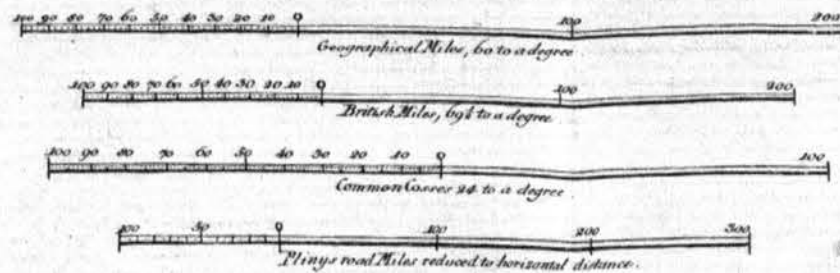 100 90 80 70 60 50 40 30 20 10 0 100 200
Geographical Miles, 60 to a degree.
100 90 80 70 60 50 40 30 20 10 0 100 200
British Miles, 69½ to a degree
100 90 80 70 60 50 40 30 20 10 0 100
Common Cosses 24 to a degree.
100 50 0 100 200 300
Plinys road Miles reduced to horizontal distance.